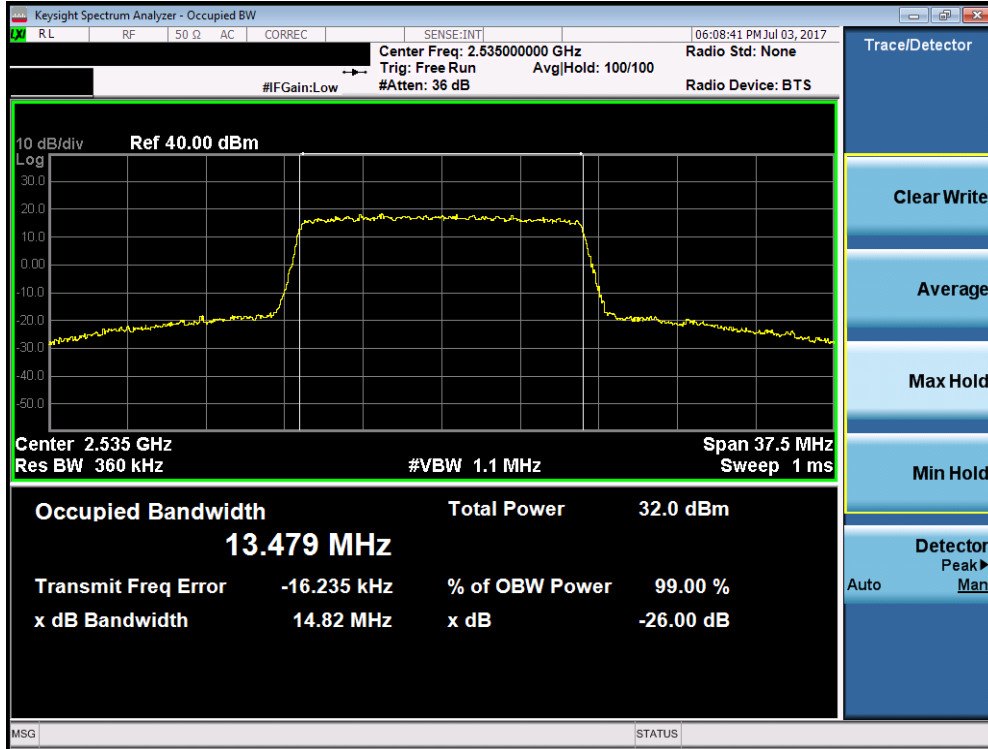 Keysight Spectrum Analyzer - Occupied BW
LXI RL RF 50 Ω AC CORREC SENSE:INT 06:08:41 PM Jul 03, 2017
Center Freq: 2.535000000 GHz Radio Std: None
Trig: Free Run Avg|Hold: 100/100
#IFGain:Low #Atten: 36 dB Radio Device: BTS
10 dB/div Ref 40.00 dBm
Log
30.0
20.0
10.0
0.00
-10.0
-20.0
-30.0
-40.0
-50.0
Center 2.535 GHz Span 37.5 MHz
Res BW 360 kHz #VBW 1.1 MHz Sweep 1 ms
Occupied Bandwidth Total Power 32.0 dBm
13.479 MHz
Transmit Freq Error -16.235 kHz % of OBW Power 99.00 %
x dB Bandwidth 14.82 MHz x dB -26.00 dB
MSG STATUS
Trace/Detector
Clear Write
Average
Max Hold
Min Hold
Detector
Peak▶
Auto Man